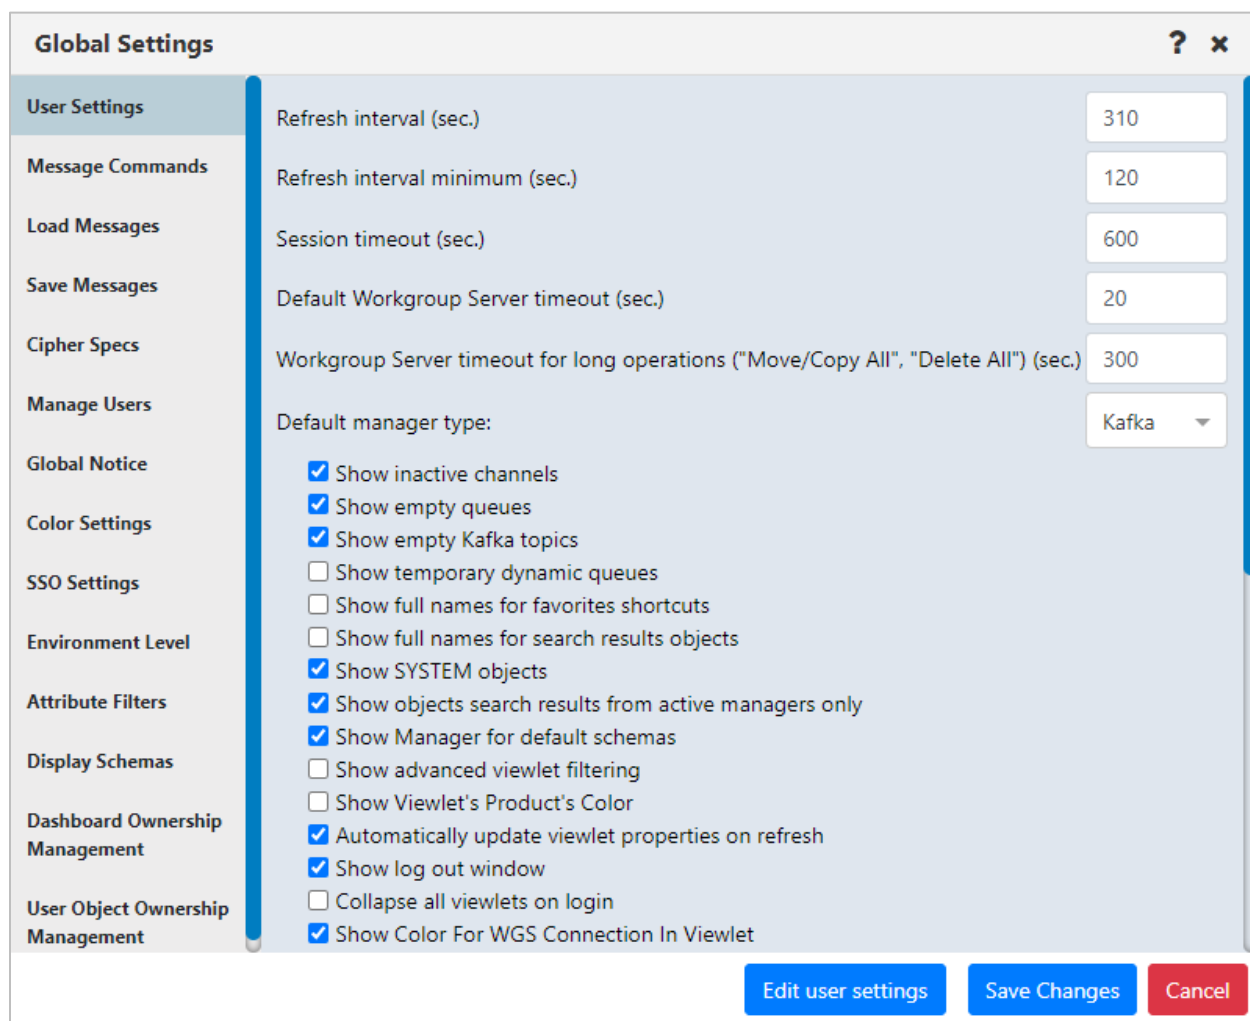 Global Settings
? ×
User Settings
Message Commands
Load Messages
Save Messages
Cipher Specs
Manage Users
Global Notice
Color Settings
SSO Settings
Environment Level
Attribute Filters
Display Schemas
Dashboard Ownership
Management
User Object Ownership
Management
Refresh interval (sec.) 310
Refresh interval minimum (sec.) 120
Session timeout (sec.) 600
Default Workgroup Server timeout (sec.) 20
Workgroup Server timeout for long operations ("Move/Copy All", "Delete All") (sec.) 300
Default manager type: Kafka
Show inactive channels
Show empty queues
Show empty Kafka topics
Show temporary dynamic queues
Show full names for favorites shortcuts
Show full names for search results objects
Show SYSTEM objects
Show objects search results from active managers only
Show Manager for default schemas
Show advanced viewlet filtering
Show Viewlet's Product's Color
Automatically update viewlet properties on refresh
Show log out window
Collapse all viewlets on login
Show Color For WGS Connection In Viewlet
Edit user settings Save Changes Cancel